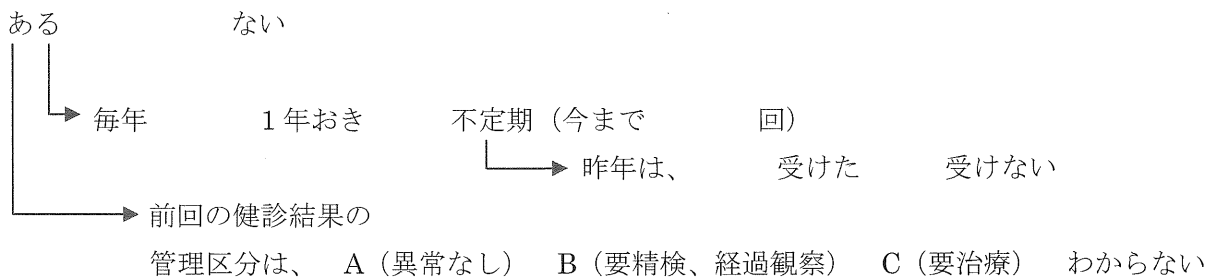 ある ない
毎年 1年おき 不定期（今まで 回）
昨年は、 受けた 受けない
前回の健診結果の
管理区分は、 A（異常なし） B（要精検、経過観察） C（要治療） わからない